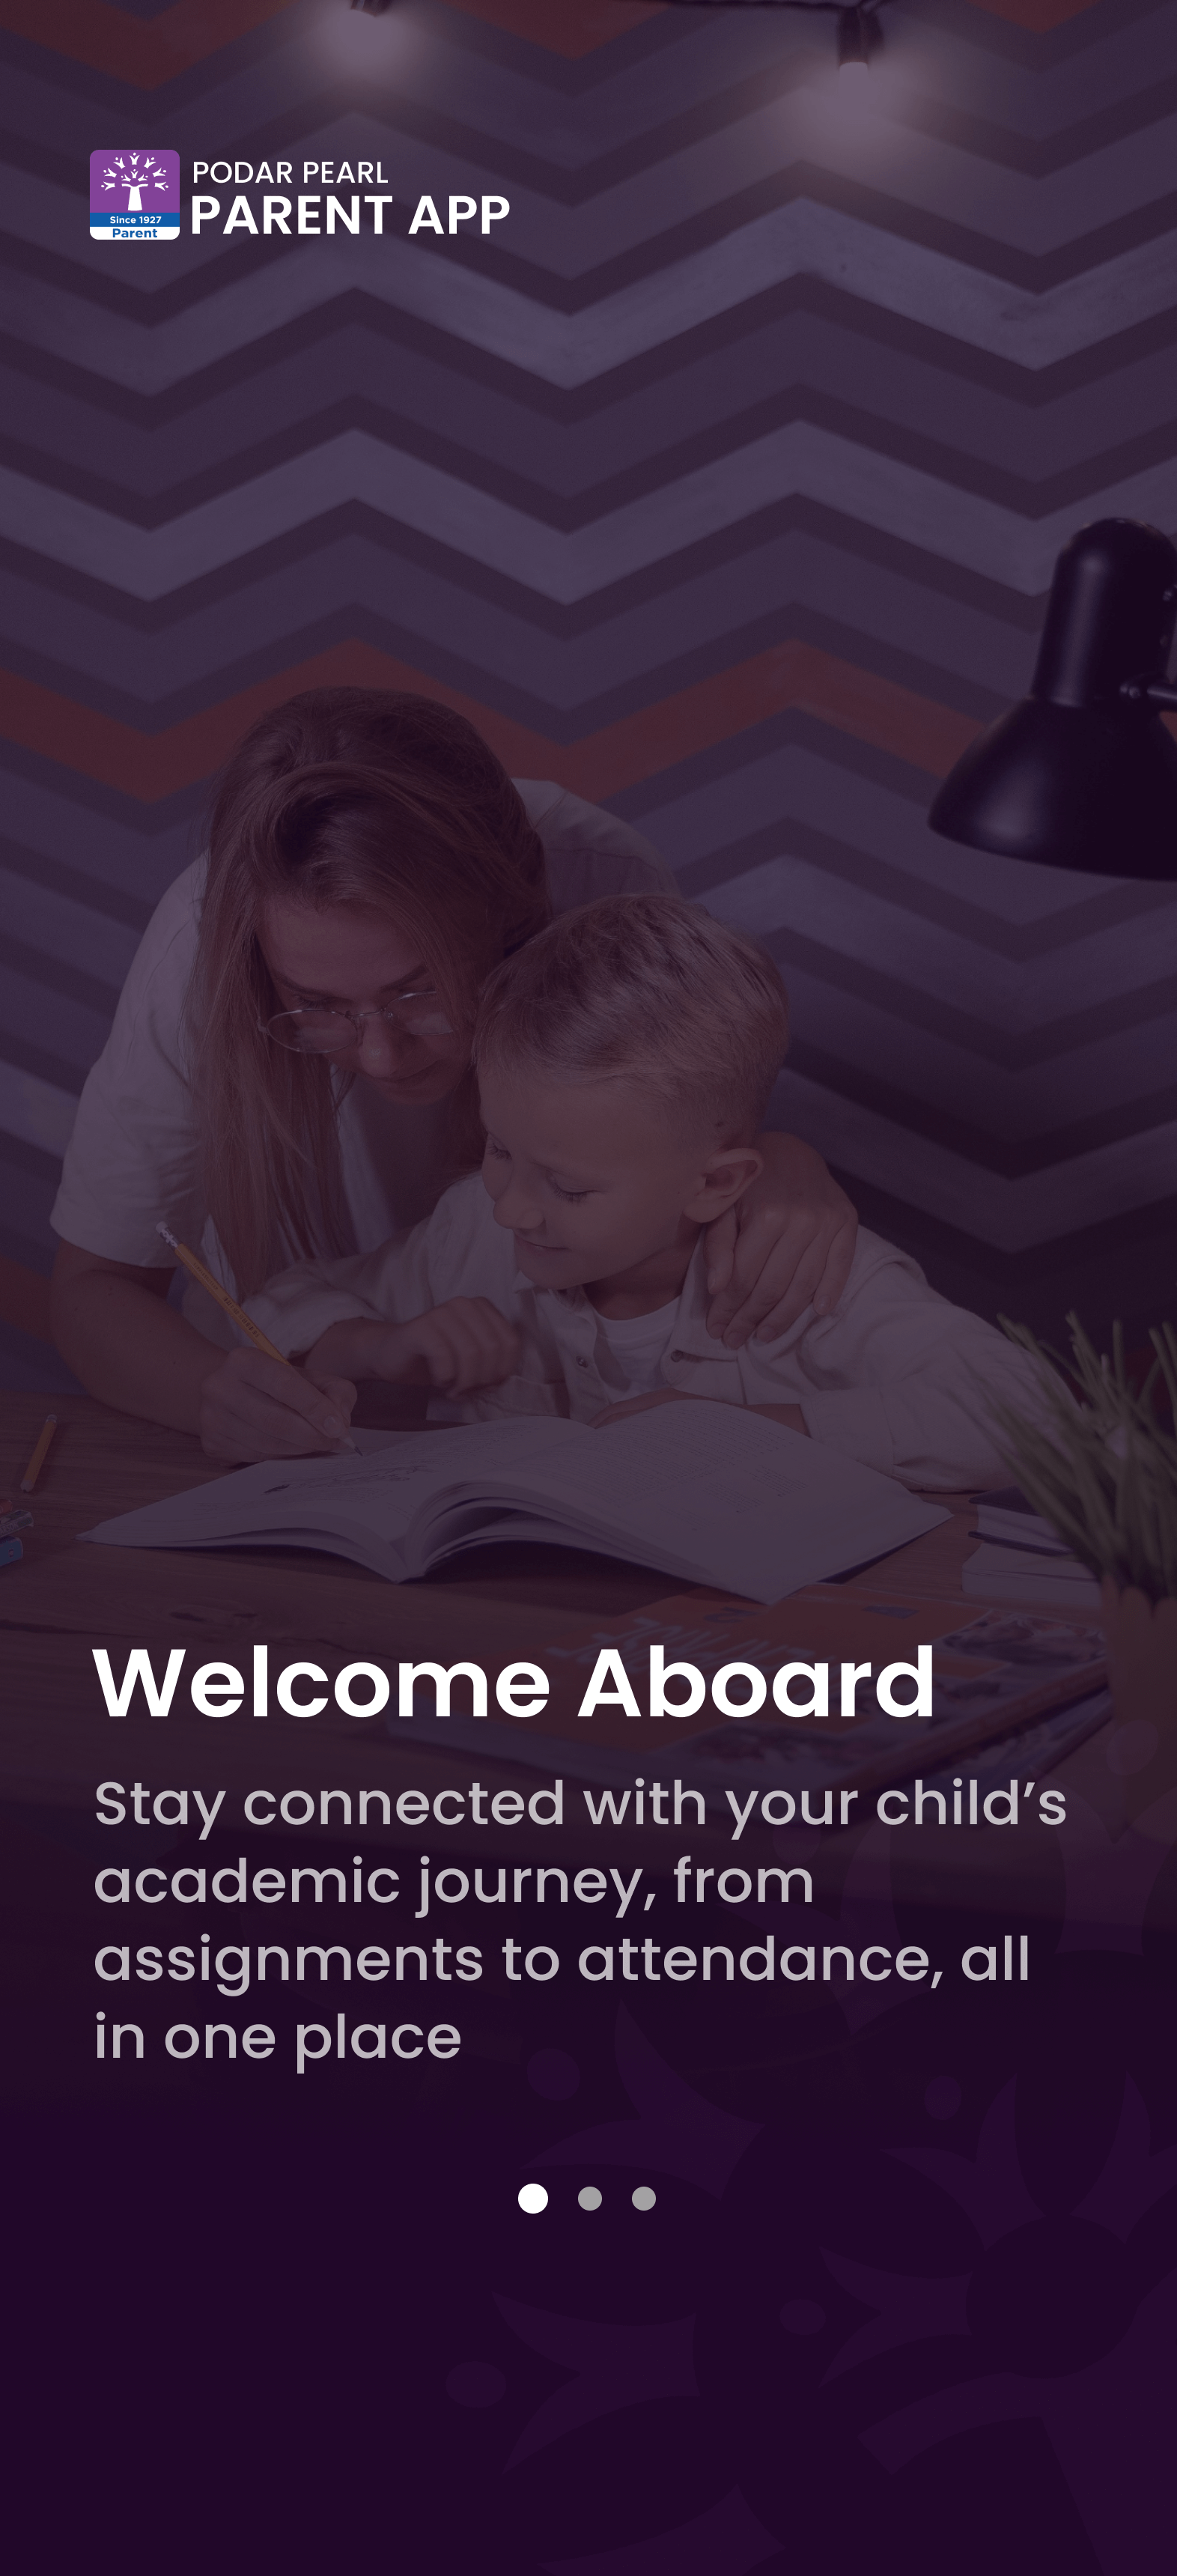 PODAR PEARL
PARENT APP
Since 1927
Parent
Welcome Aboard
Stay connected with your child’s
academic journey, from
assignments to attendance, all
in one place